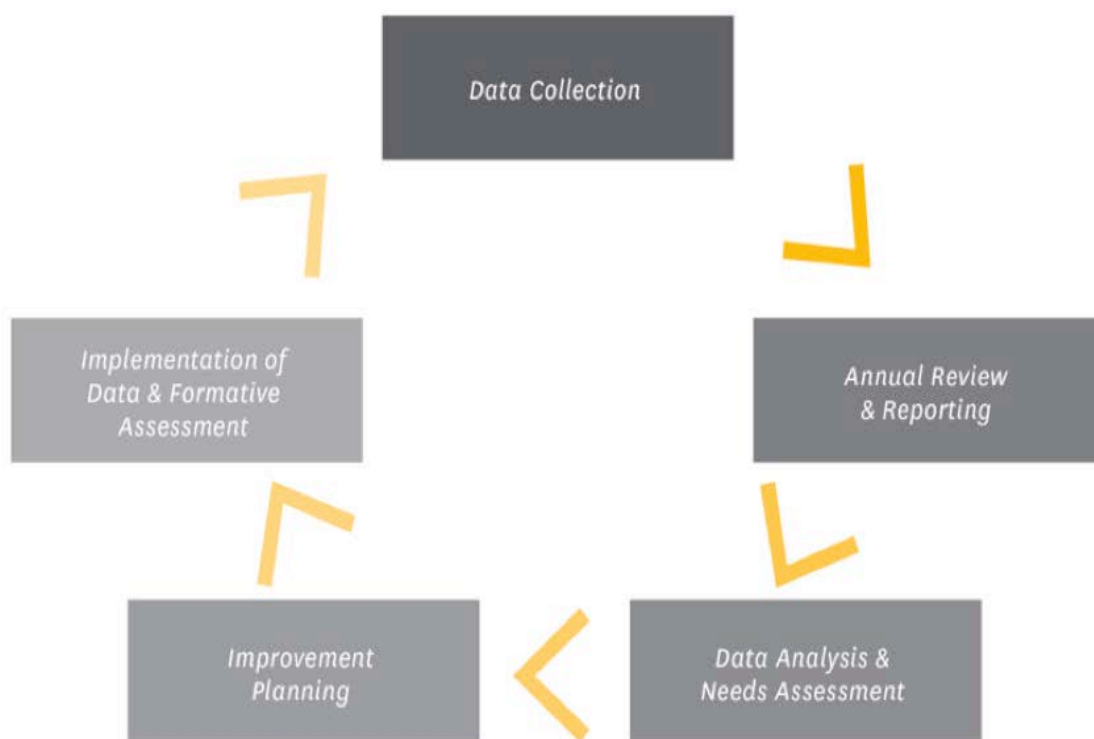 Data Collection
Annual Review
& Reporting
Data Analysis &
Needs Assessment
Improvement
Planning
Implementation of
Data & Formative
Assessment